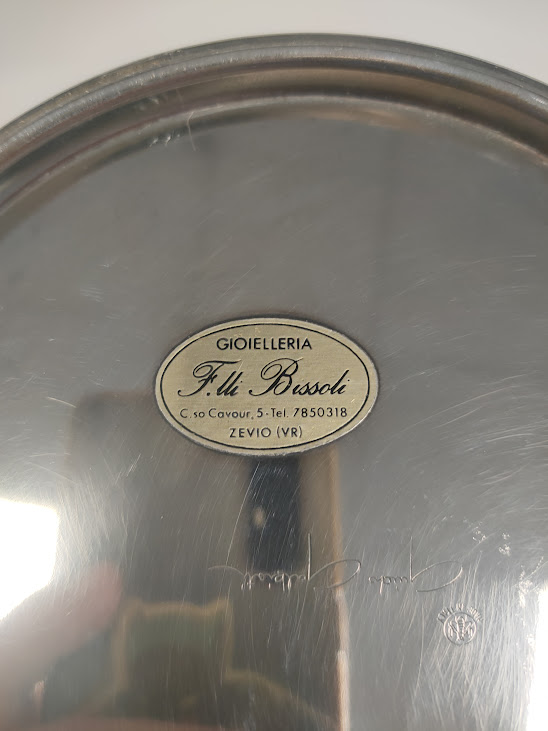 GIOIELLERIA
F.lli Bissoli
C.so Cavour, 5-Tel. 7850318
ZEVIO (VR)